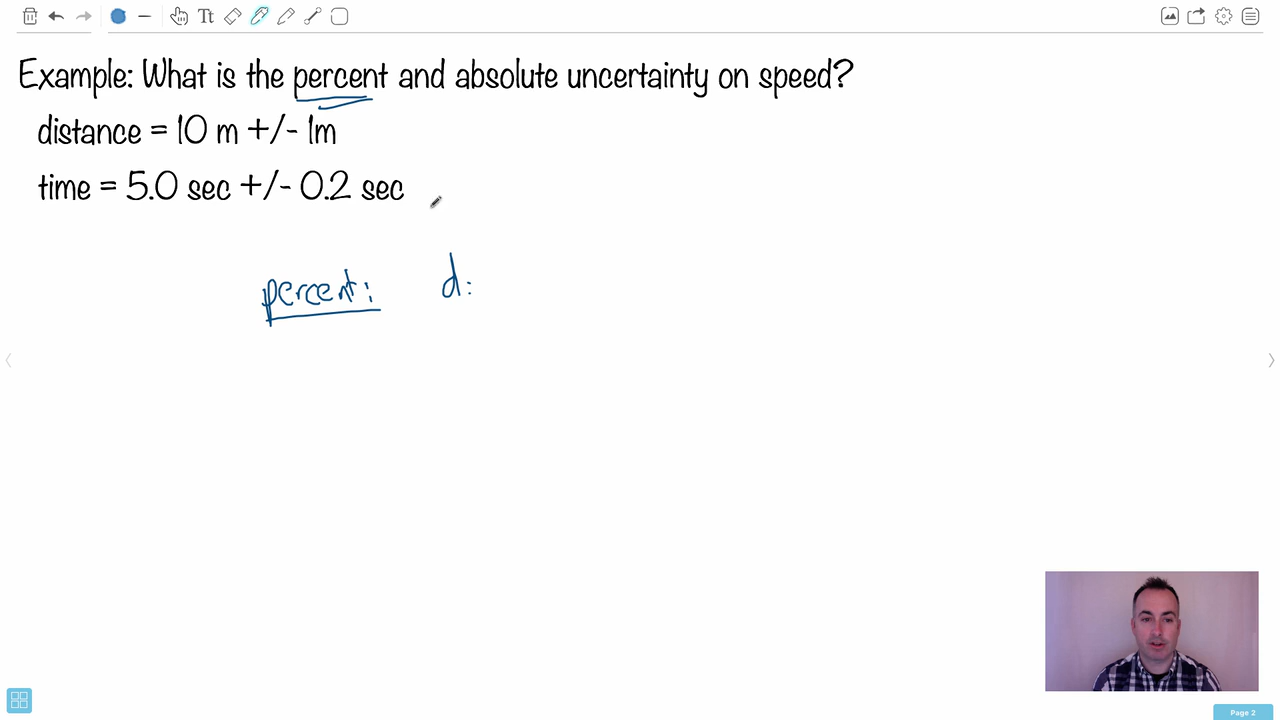 Tt
Example: What is the percent and absolute uncertainty on speed?
distance = 10 m +/- 1m
time = 5.0 sec +/- 0.2 sec
percent: d:
Page 2